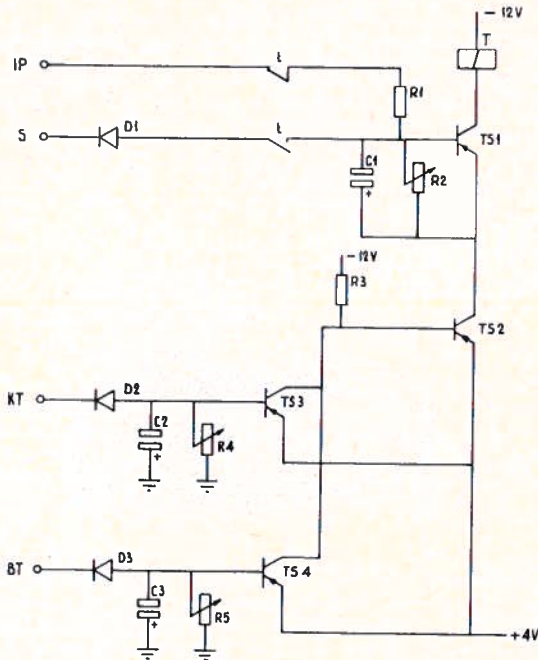 - 12V
T
IP
t
R1
S
D1
t
TS1
C1
+
R2
- 12V
R3
TS2
KT
D2
C2
+
R4
TS3
BT
D3
C3
+
R5
TS4
+4V